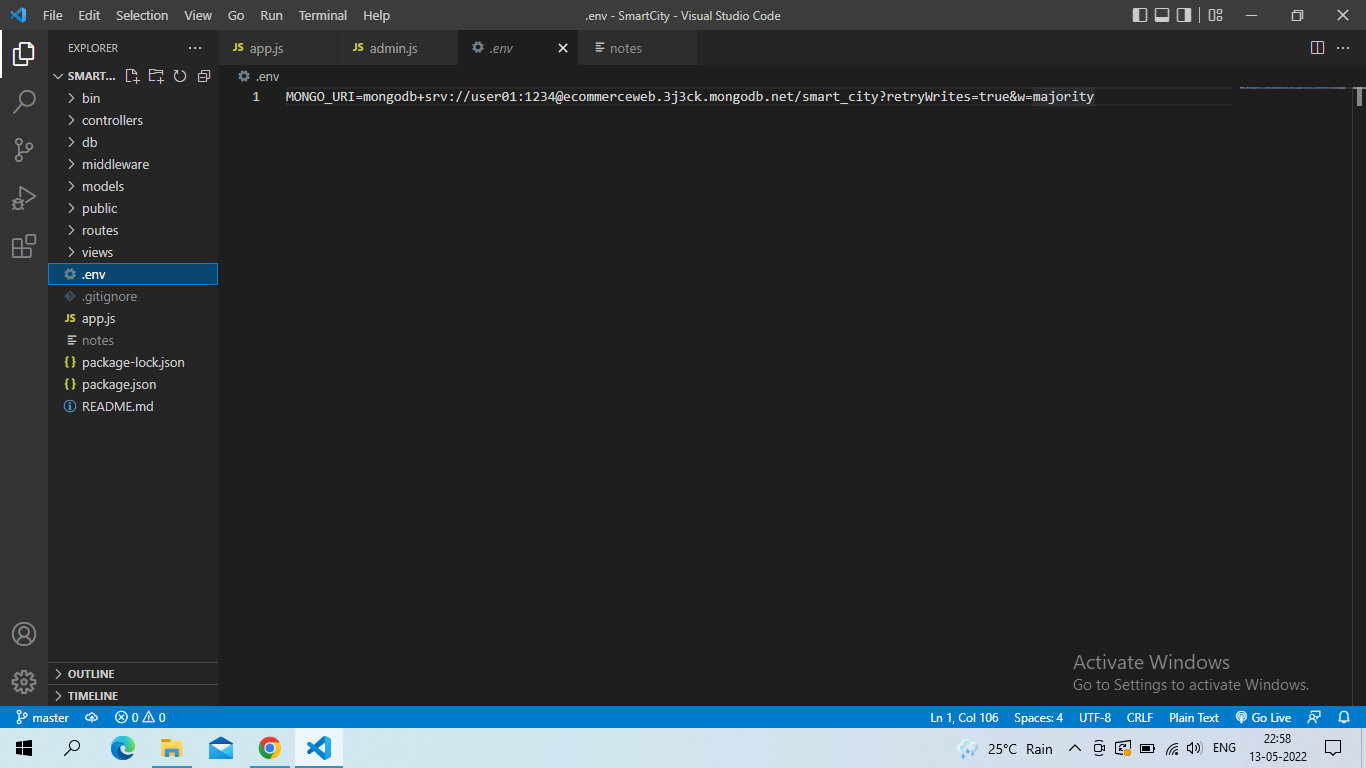 File Edit Selection View Go Run Terminal Help
.env - SmartCity - Visual Studio Code
EXPLORER
SMART...
bin
controllers
db
middleware
models
public
routes
views
.env
.gitignore
JS app.js
notes
{} package-lock.json
{} package.json
README.md
OUTLINE
TIMELINE
JS app.js
JS admin.js
.env
notes
.env
1 MONGO_URI=mongodb+srv://user01:1234@ecommerceweb.3j3ck.mongodb.net/smart_city?retryWrites=true&w=majority
Activate Windows
Go to Settings to activate Windows.
master 0 0
Ln 1, Col 106 Spaces: 4 UTF-8 CRLF Plain Text Go Live
25°C Rain ENG
22:58
13-05-2022